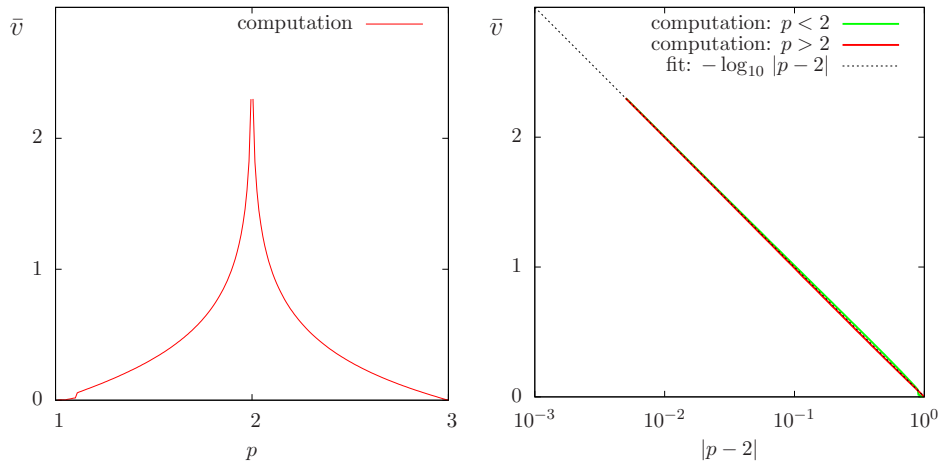 v̄
computation
2
1
0
1
2
3
p
v̄
computation: p < 2
computation: p > 2
fit: − log₁₀ |p − 2|
2
1
0
10⁻³
10⁻²
10⁻¹
10⁰
|p − 2|